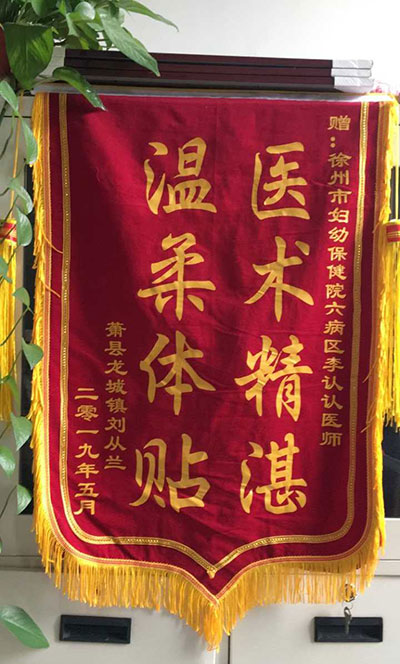 赠：徐州市妇幼保健院六病区李认认医师
医术精湛
温柔体贴
萧县龙城镇刘从兰
二零一九年五月